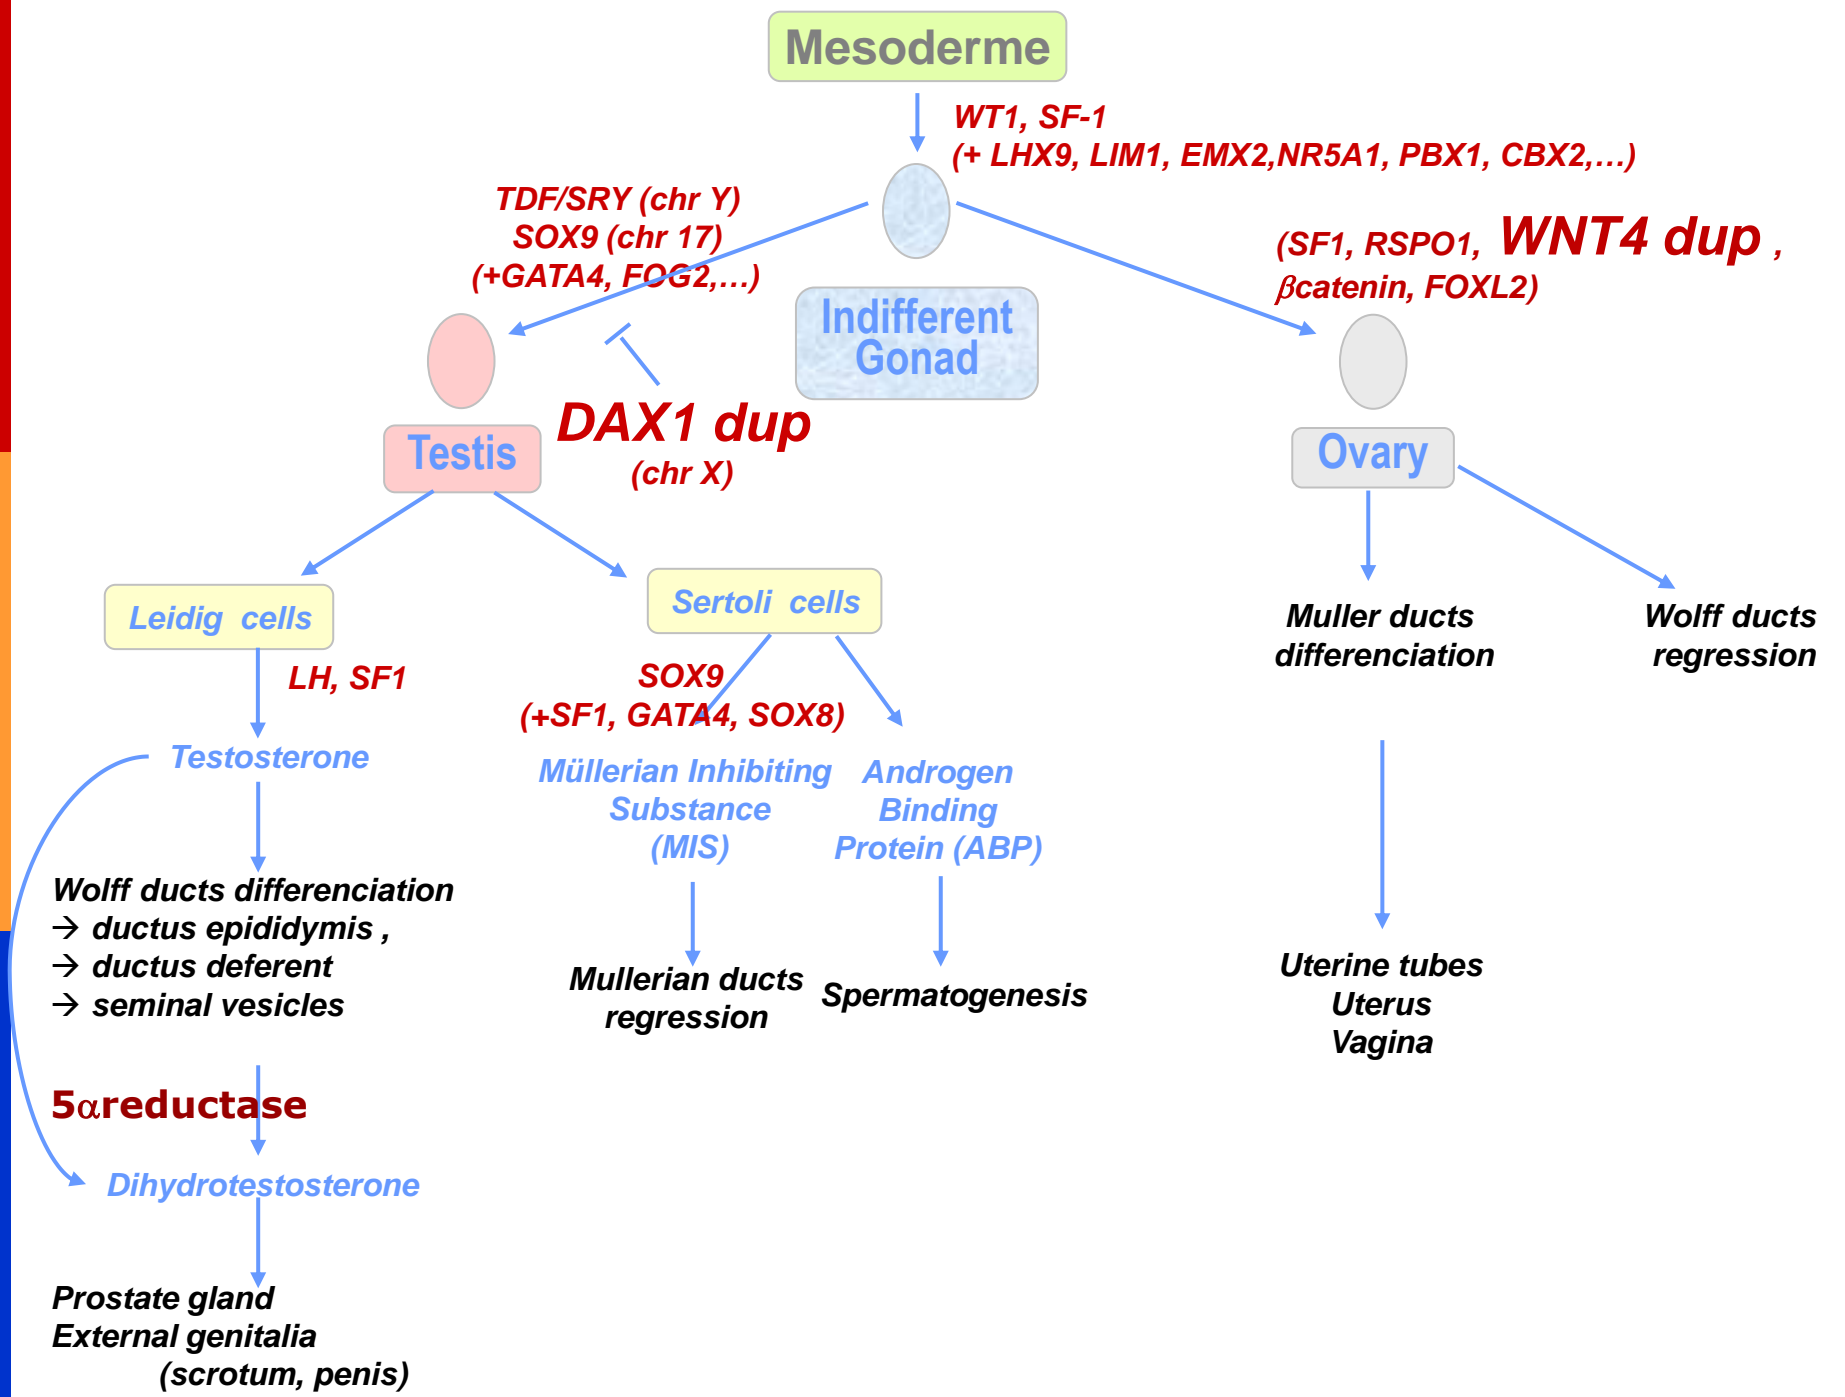 Mesoderme
WT1, SF-1
(+ LHX9, LIM1, EMX2,NR5A1, PBX1, CBX2,...)
TDF/SRY (chr Y)
SOX9 (chr 17)
(+GATA4, FOG2,...)
(SF1, RSPO1, WNT4 dup ,
βcatenin, FOXL2)
Indifferent
Gonad
DAX1 dup
(chr X)
Testis
Ovary
Leidig cells
Sertoli cells
Muller ducts
differenciation
Wolff ducts
regression
LH, SF1
SOX9
(+SF1, GATA4, SOX8)
Testosterone
Müllerian Inhibiting
Substance
(MIS)
Androgen
Binding
Protein (ABP)
Wolff ducts differenciation
→ ductus epididymis ,
→ ductus deferent
→ seminal vesicles
Mullerian ducts
regression
Spermatogenesis
Uterine tubes
Uterus
Vagina
5αreductase
Dihydrotestosterone
Prostate gland
External genitalia
(scrotum, penis)